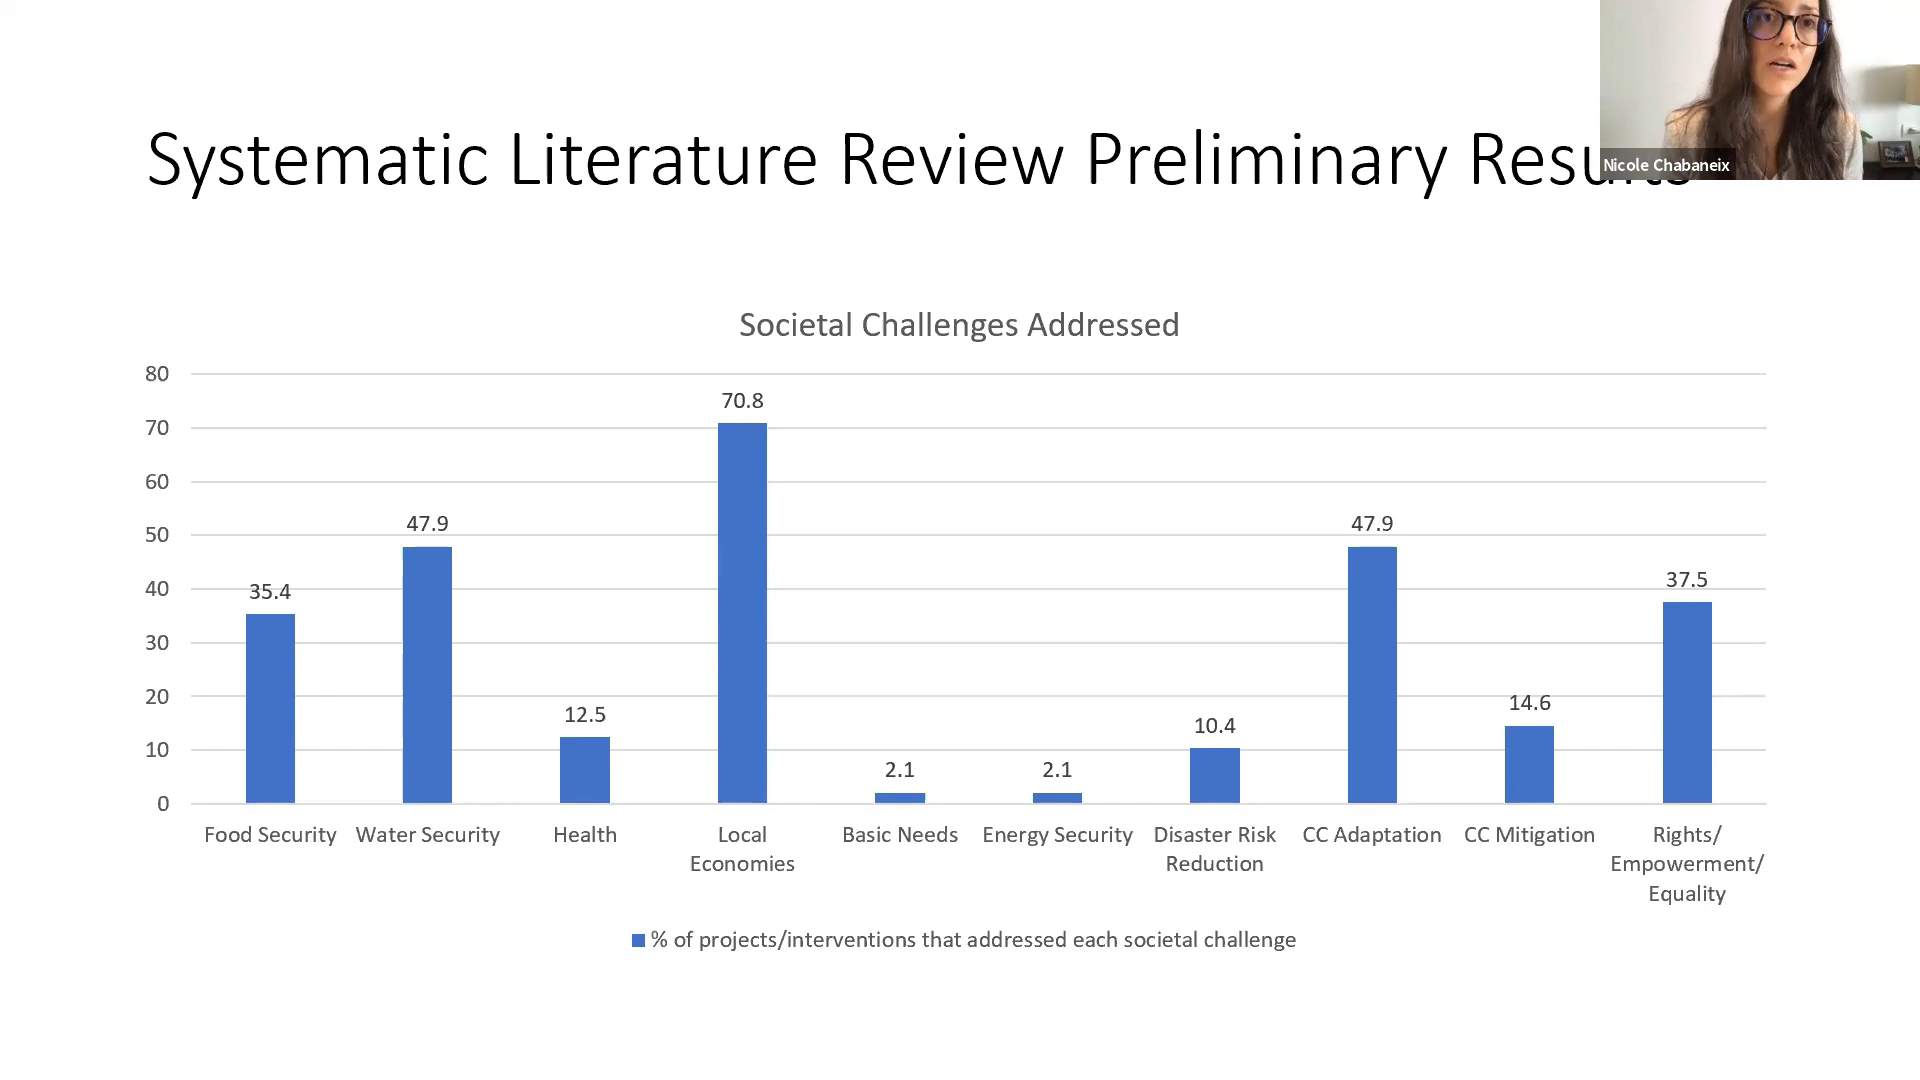 Systematic Literature Review Preliminary Results
Nicole Chabaneix
Societal Challenges Addressed
80
70
60
50
40
30
20
10
0
35.4
47.9
12.5
70.8
2.1
2.1
10.4
47.9
14.6
37.5
Food Security
Water Security
Health
Local
Economies
Basic Needs
Energy Security
Disaster Risk
Reduction
CC Adaptation
CC Mitigation
Rights/
Empowerment/
Equality
% of projects/interventions that addressed each societal challenge